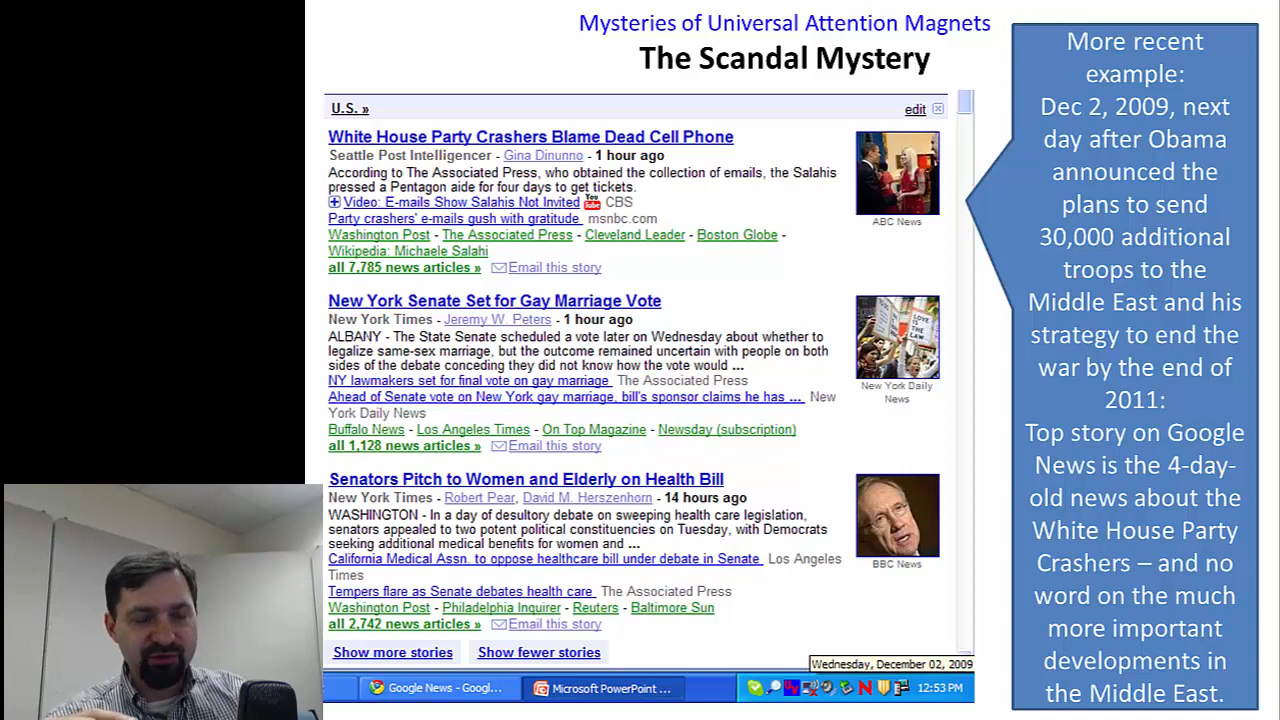 Mysteries of Universal Attention Magnets
The Scandal Mystery
U.S. »
edit
White House Party Crashers Blame Dead Cell Phone
Seattle Post Intelligencer - Gina Dinunno - 1 hour ago
According to The Associated Press, who obtained the collection of emails, the Salahis
pressed a Pentagon aide for four days to get tickets.
Video: E-mails Show Salahis Not Invited You Tube CBS
Party crashers' e-mails gush with gratitude msnbc.com
Washington Post - The Associated Press - Cleveland Leader - Boston Globe -
Wikipedia: Michaele Salahi
all 7,785 news articles » Email this story
ABC News
New York Senate Set for Gay Marriage Vote
New York Times - Jeremy W. Peters - 1 hour ago
ALBANY - The State Senate scheduled a vote later on Wednesday about whether to
legalize same-sex marriage, but the outcome remained uncertain with people on both
sides of the debate conceding they did not know how the vote would ...
NY lawmakers set for final vote on gay marriage The Associated Press
Ahead of Senate vote on New York gay marriage, bill's sponsor claims he has ... New
York Daily News
Buffalo News - Los Angeles Times - On Top Magazine - Newsday (subscription)
all 1,128 news articles » Email this story
LOVE IS THE LAW
New York Daily
News
Senators Pitch to Women and Elderly on Health Bill
New York Times - Robert Pear, David M. Herszenhorn - 14 hours ago
WASHINGTON - In a day of desultory debate on sweeping health care legislation,
senators appealed to two potent political constituencies on Tuesday, with Democrats
seeking additional medical benefits for women and ...
California Medical Assn. to oppose healthcare bill under debate in Senate Los Angeles
Times
Tempers flare as Senate debates health care The Associated Press
Washington Post - Philadelphia Inquirer - Reuters - Baltimore Sun
all 2,742 news articles » Email this story
BBC News
Show more stories Show fewer stories
Wednesday, December 02, 2009
Google News - Googl... Microsoft PowerPoint ... 12:53 PM
More recent
example:
Dec 2, 2009, next
day after Obama
announced the
plans to send
30,000 additional
troops to the
Middle East and his
strategy to end the
war by the end of
2011:
Top story on Google
News is the 4-day-
old news about the
White House Party
Crashers – and no
word on the much
more important
developments in
the Middle East.